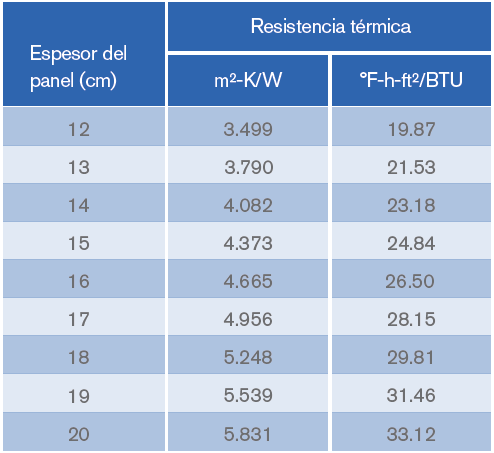 Espesor del
panel (cm)
Resistencia térmica
m²-K/W
°F-h-ft²/BTU
12 3.499 19.87
13 3.790 21.53
14 4.082 23.18
15 4.373 24.84
16 4.665 26.50
17 4.956 28.15
18 5.248 29.81
19 5.539 31.46
20 5.831 33.12